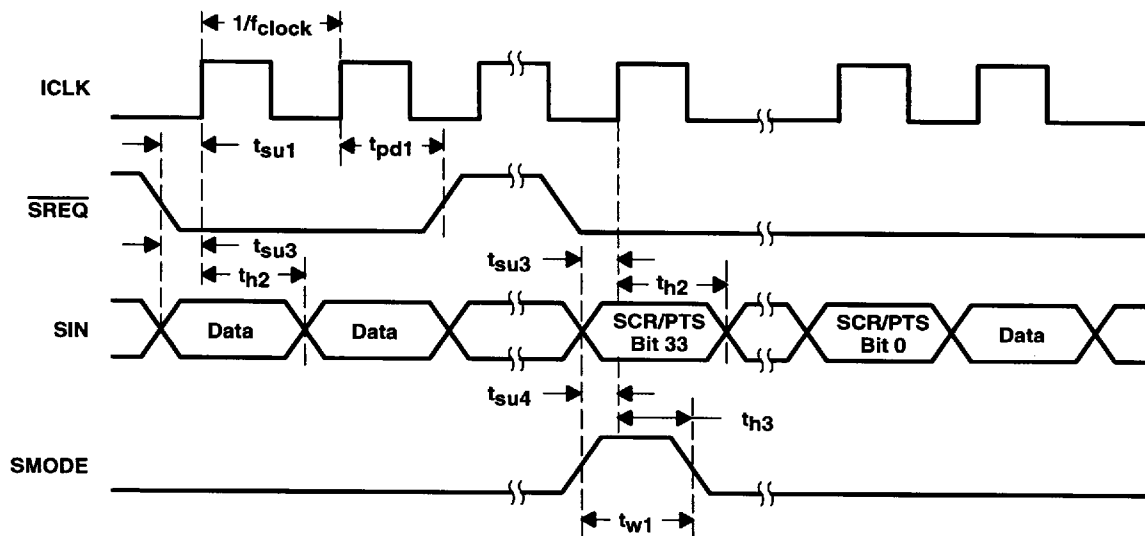 1/fclock
ICLK
tsu1
tpd1
SREQ
tsu3
th2
tsu3
th2
SIN
Data
Data
SCR/PTS
Bit 33
SCR/PTS
Bit 0
Data
tsu4
th3
SMODE
tw1